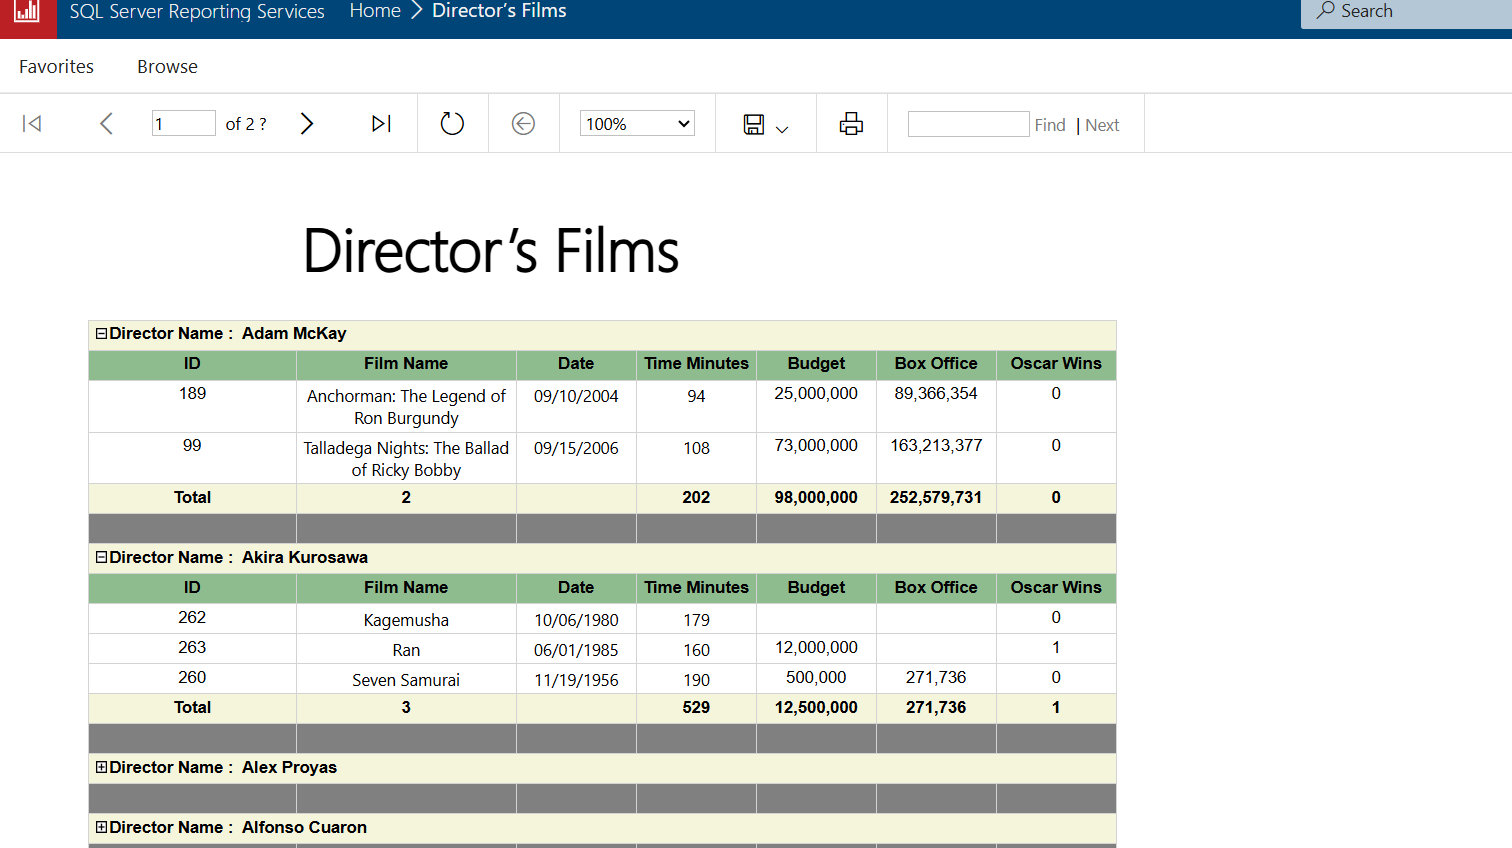 SQL Server Reporting Services Home > Director's Films Search
Favorites Browse
1 of 2 ? 100% Find | Next
Director's Films
Director Name : Adam McKay
ID Film Name Date Time Minutes Budget Box Office Oscar Wins
189 Anchorman: The Legend of 09/10/2004 94 25,000,000 89,366,354 0
Ron Burgundy
99 Talladega Nights: The Ballad 09/15/2006 108 73,000,000 163,213,377 0
of Ricky Bobby
Total 2 202 98,000,000 252,579,731 0
Director Name : Akira Kurosawa
ID Film Name Date Time Minutes Budget Box Office Oscar Wins
262 Kagemusha 10/06/1980 179 0
263 Ran 06/01/1985 160 12,000,000 1
260 Seven Samurai 11/19/1956 190 500,000 271,736 0
Total 3 529 12,500,000 271,736 1
Director Name : Alex Proyas
Director Name : Alfonso Cuaron